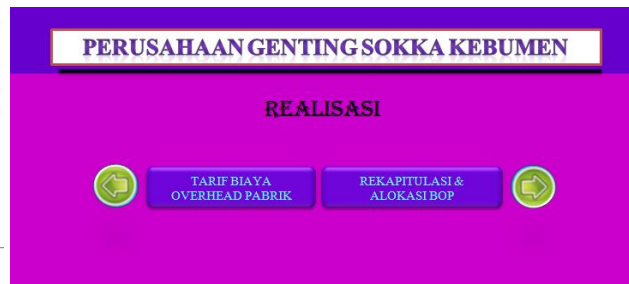 PERUSAHAAN GENTING SOKKA KEBUMEN
REALISASI
TARIF BIAYA
OVERHEAD PABRIK
REKAPITULASI &
ALOKASI BOP